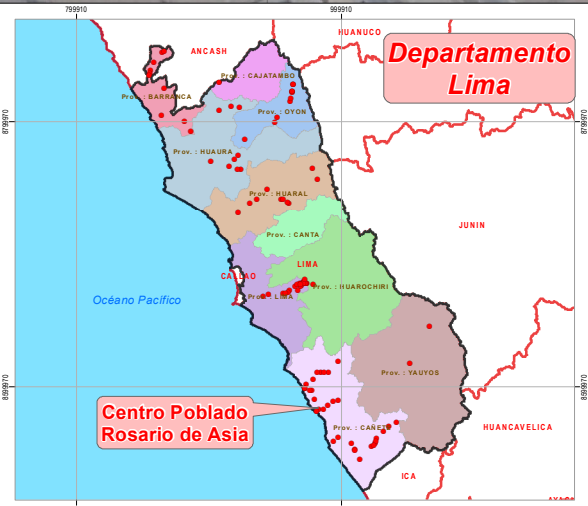 799910
999910
HUANUCO
ANCASH
Departamento
Lima
Prov. : CAJATAMBO
Prov. : BARRANCA
Prov. : OYON
8799970
Prov. : HUAURA
Prov. : HUARAL
JUNIN
Prov. : CANTA
LIMA
CALLAO
Prov. : HUAROCHIRI
Prov. : LIMA
Océano Pacífico
Prov. : YAUYOS
8599970
Centro Poblado
Rosario de Asia
Prov. : CAÑETE
HUANCAVELICA
ICA